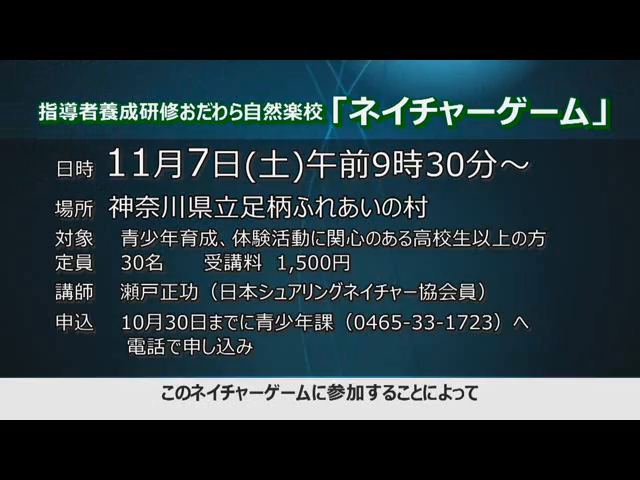 指導者養成研修おだわら自然楽校「ネイチャーゲーム」
日時 11月7日(土)午前9時30分～
場所 神奈川県立足柄ふれあいの村
対象 青少年育成、体験活動に関心のある高校生以上の方
定員 30名 受講料 1,500円
講師 瀬戸正功（日本シュアリングネイチャー協会員）
申込 10月30日までに青少年課（0465-33-1723）へ
電話で申し込み
このネイチャーゲームに参加することによって